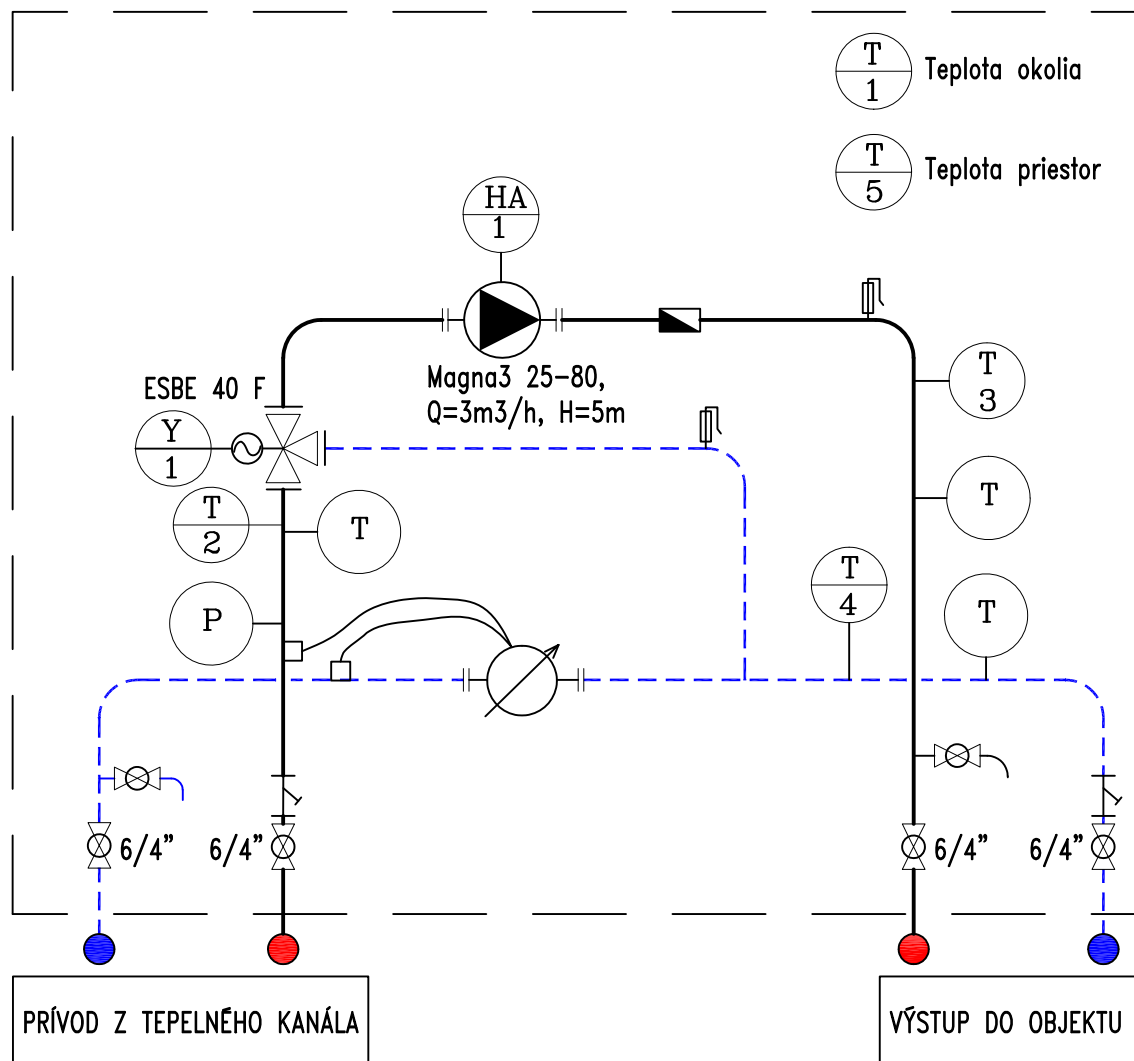 T
1
Teplota okolia
T
5
Teplota priestor
HA
1
Magna3 25-80,
Q=3m3/h, H=5m
ESBE 40 F
Y
1
T
3
T
2
T
T
P
T
4
T
6/4”
6/4”
6/4”
6/4”
PRÍVOD Z TEPELNÉHO KANÁLA
VÝSTUP DO OBJEKTU